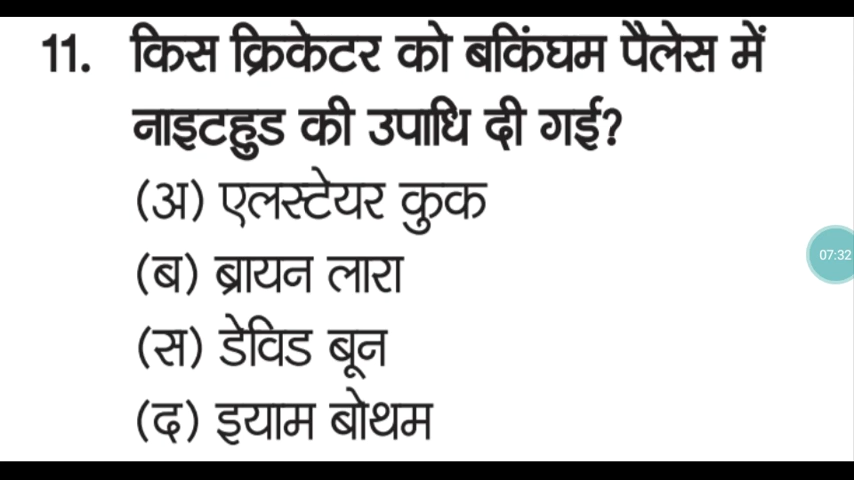 11. किस क्रिकेटर को बकिंघम पैलेस में
नाइटहुड की उपाधि दी गई?
(अ) एलस्टेयर कुक
(ब) ब्रायन लारा
(स) डेविड बून
(द) इयाम बोथम
07:32